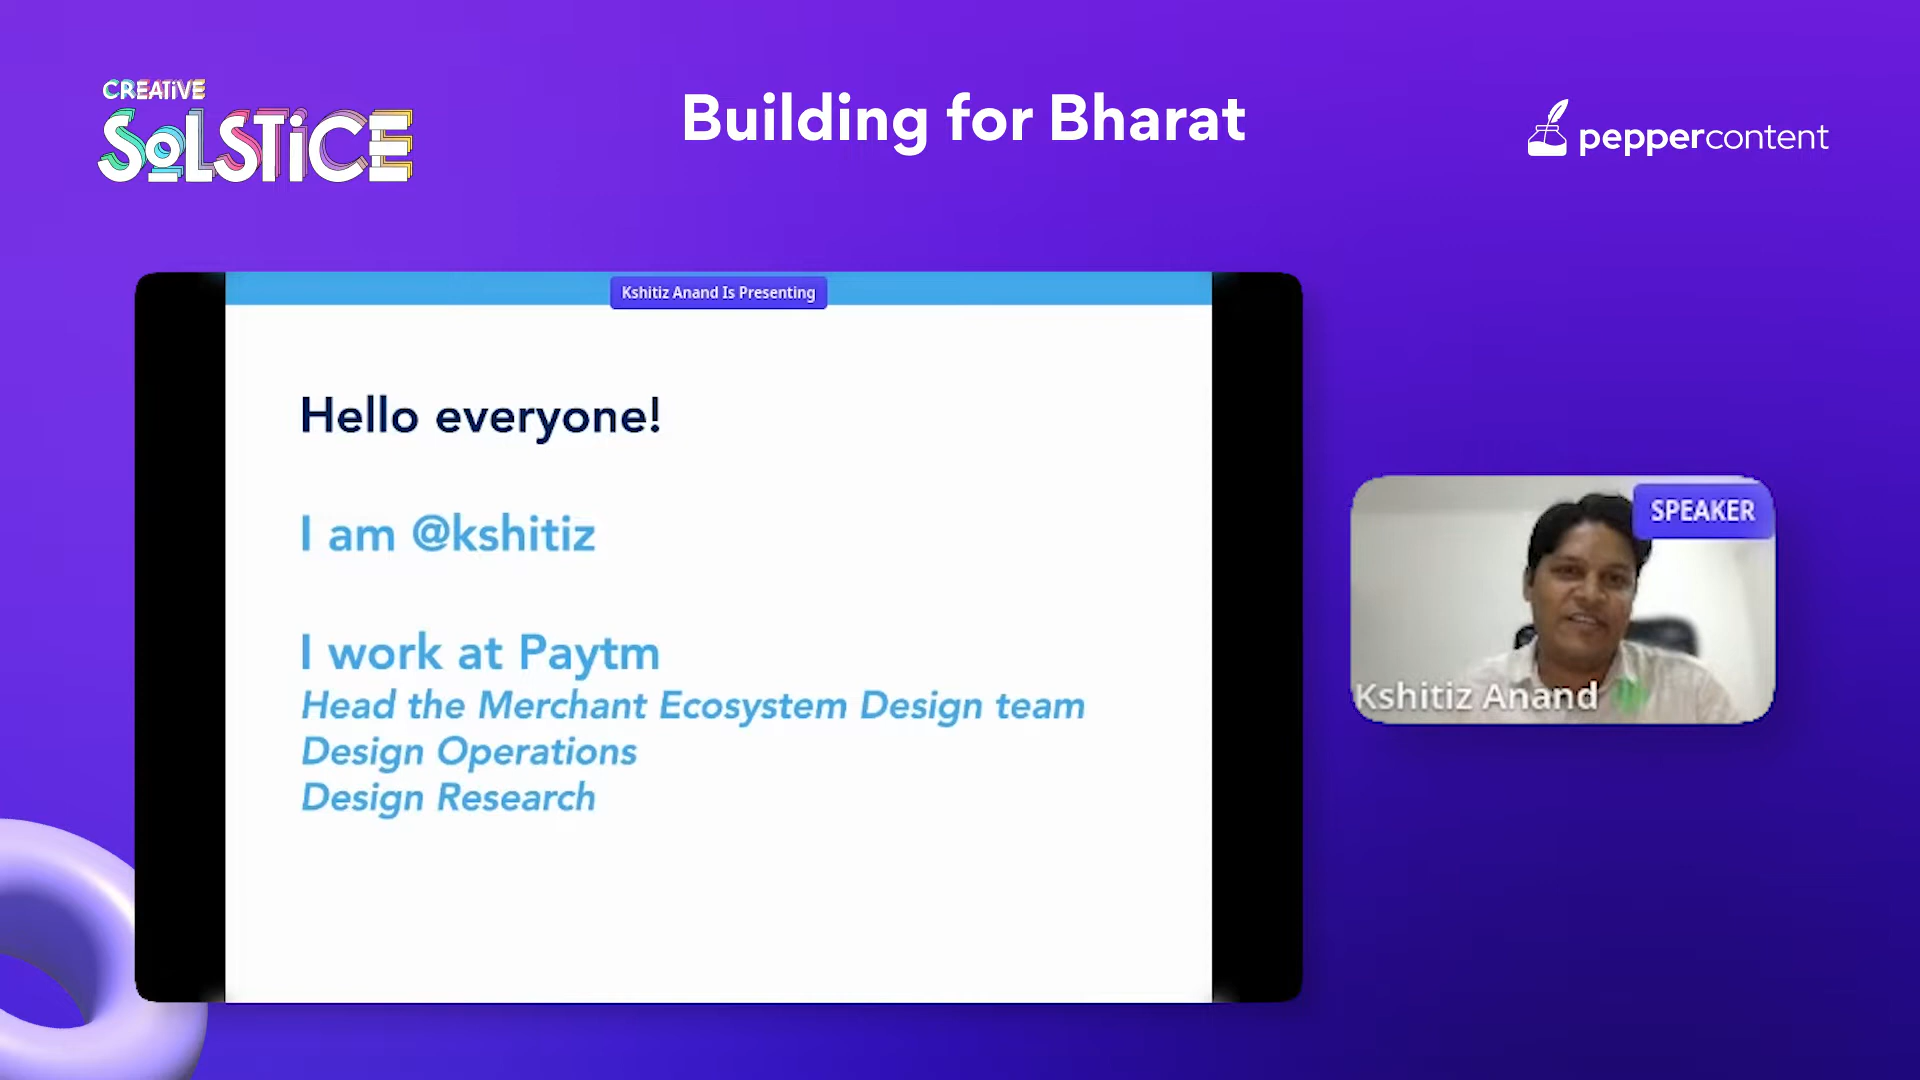 CREATiVE
SoLSTiCE
Building for Bharat
peppercontent
Kshitiz Anand Is Presenting
Hello everyone!
I am @kshitiz
I work at Paytm
Head the Merchant Ecosystem Design team
Design Operations
Design Research
SPEAKER
Kshitiz Anand